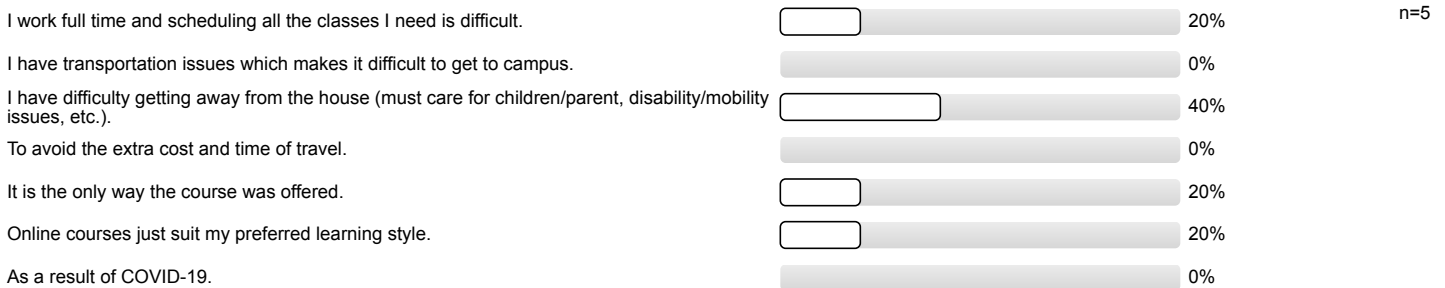 I work full time and scheduling all the classes I need is difficult. 20% n=5
I have transportation issues which makes it difficult to get to campus. 0%
I have difficulty getting away from the house (must care for children/parent, disability/mobility
issues, etc.). 40%
To avoid the extra cost and time of travel. 0%
It is the only way the course was offered. 20%
Online courses just suit my preferred learning style. 20%
As a result of COVID-19. 0%